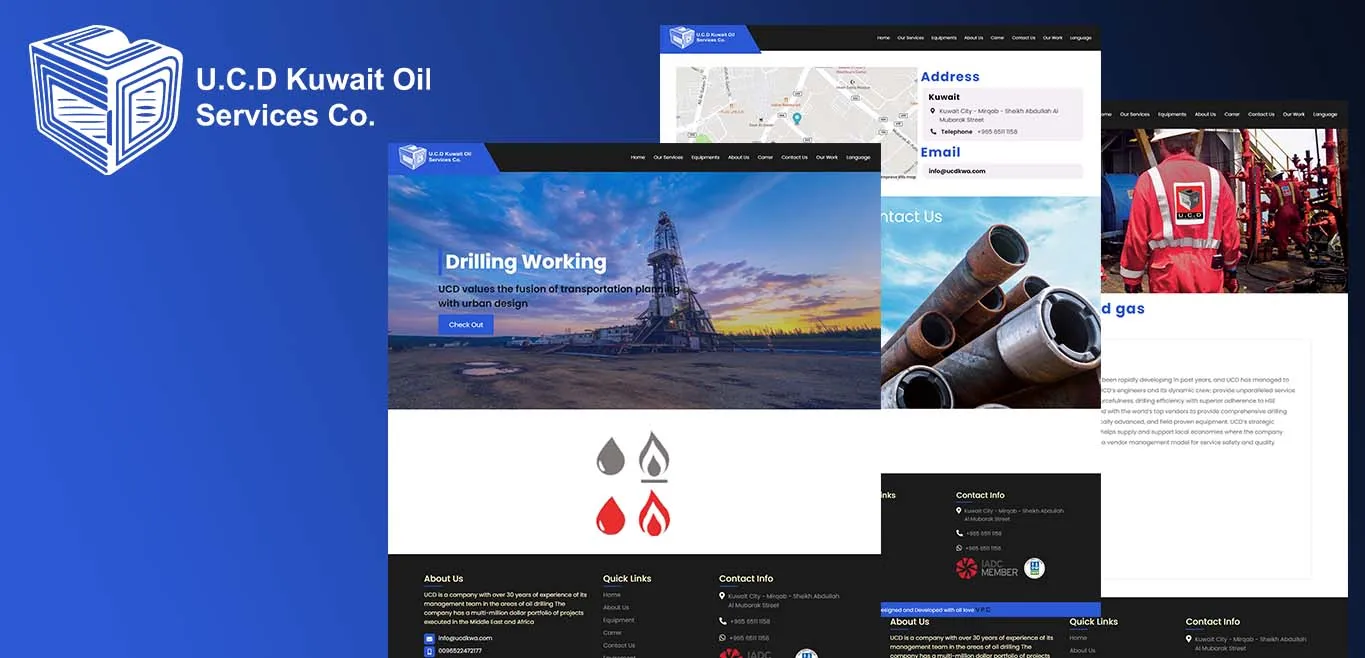 U.C.D Kuwait Oil
Services Co.
U.C.D Kuwait Oil
Services Co.
Home Our Services Equipments About Us Carrer Contact Us Our Work Language
Address
Kuwait
Kuwait City - Mirqab - Sheikh Abdullah Al
Mubarak Street
Telephone +965 6511 1158
Email
info@ucdkwa.com
ntact Us
inks
Contact Info
Kuwait City - Mirqab - Sheikh Abdullah
Al Mubarak Street
+965 6511 1158
+965 6511 1158
IADC
MEMBER
esigned and Developed with all love
About Us
UCD is a company with over 30 years of experience of its
management team in the areas of oil drilling The
company has a multi-million dollar portfolio of projects
Quick Links
Home
About Us
Contact Info
Kuwait City - Mirqab - Sheikh Abdullah
Al Mubarak Street
ome Our Services Equipments About Us Carrer Contact Us Our Work Language
U.C.D
d gas
been rapidly developing in past years, and UCD has managed to
CD's engineers and its dynamic crew; provide unparalleled service
urcefulness, drilling efficiency with superior adherence to HSE
d with the world's top vendors to provide comprehensive drilling
cally advanced, and field proven equipment. UCD's strategic
helps supply and support local economies where the company
a vendor management model for service safety and quality
U.C.D Kuwait Oil
Services Co.
Home Our Services Equipments About Us Carrer Contact Us Our Work Language
Drilling Working
UCD values the fusion of transportation planning
with urban design
Check Out
About Us
UCD is a company with over 30 years of experience of its
management team in the areas of oil drilling The
company has a multi-million dollar portfolio of projects
executed in the Middle East and Africa
info@ucdkwa.com
0096522472177
Quick Links
Home
About Us
Equipment
Carrer
Contact Us
Contact Info
Kuwait City - Mirqab - Sheikh Abdullah
Al Mubarak Street
+965 6511 1158
+965 6511 1158
IADC